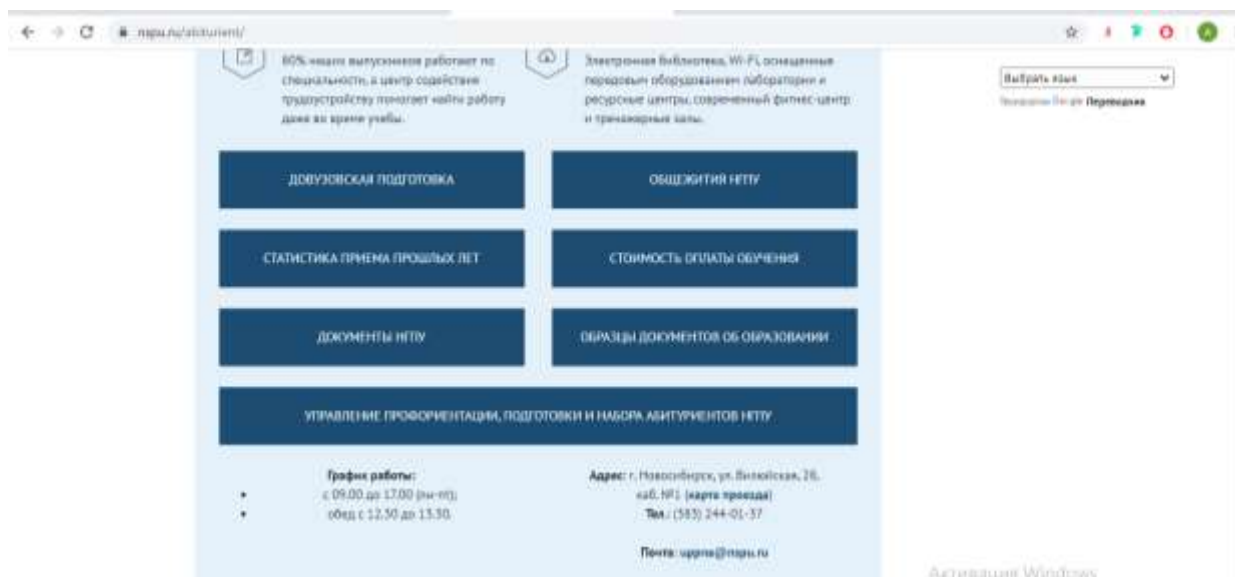 nspu.ru/abiturient/
80% наших выпускников работает по
специальности, а центр содействия
трудоустройству помогает найти работу
даже во время учебы.
Электронная библиотека, Wi-Fi, оснащенные
передовым оборудованием лаборатории и
ресурсные центры, современный фитнес-центр
и тренажерные залы.
Выбрать язык
Google Переводчик
ДОВУЗОВСКАЯ ПОДГОТОВКА
ОБЩЕЖИТИЯ НГПУ
СТАТИСТИКА ПРИЕМА ПРОШЛЫХ ЛЕТ
СТОИМОСТЬ ОПЛАТЫ ОБУЧЕНИЯ
ДОКУМЕНТЫ НГПУ
ОБРАЗЦЫ ДОКУМЕНТОВ ОБ ОБРАЗОВАНИИ
УПРАВЛЕНИЕ ПРОФОРИЕНТАЦИИ, ПОДГОТОВКИ И НАБОРА АБИТУРИЕНТОВ НГПУ
График работы:
с 09.00 до 17.00 (пн-пт);
обед с 12.30 до 13.30.
Адрес: г. Новосибирск, ул. Вилюйская, 28,
каб. №1 (карта проезда)
Тел.: (383) 244-01-37
Почта: uppna@nspu.ru
Активация Windows